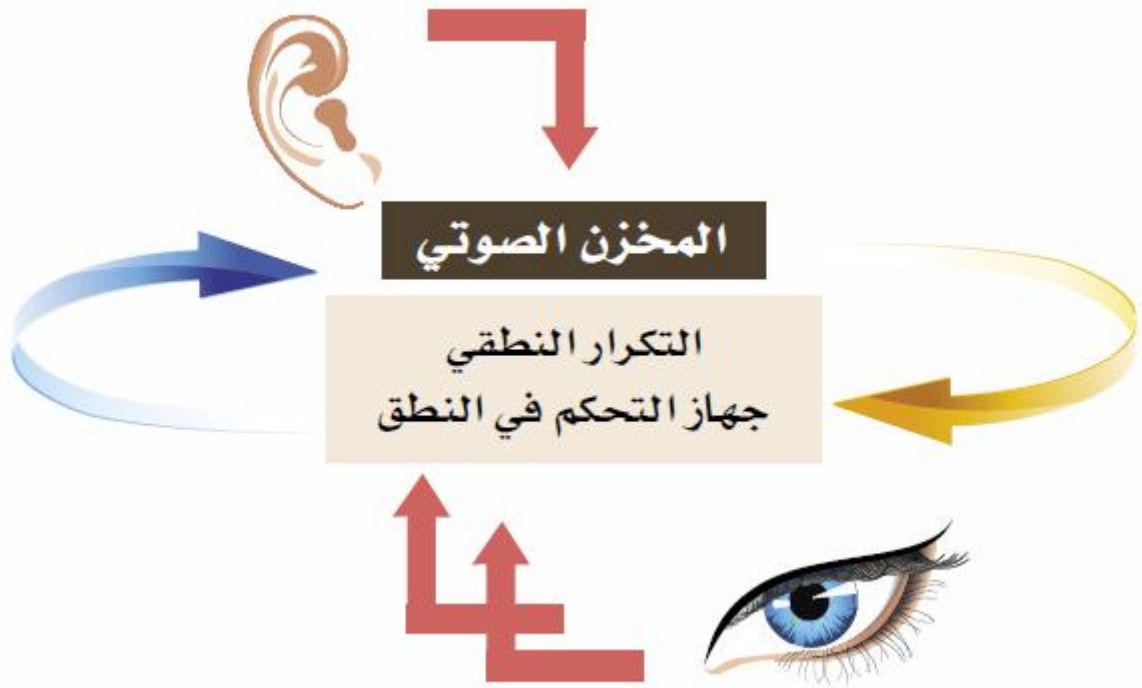 المخزن الصوتي
التكرار النطقي
جهاز التحكم في النطق